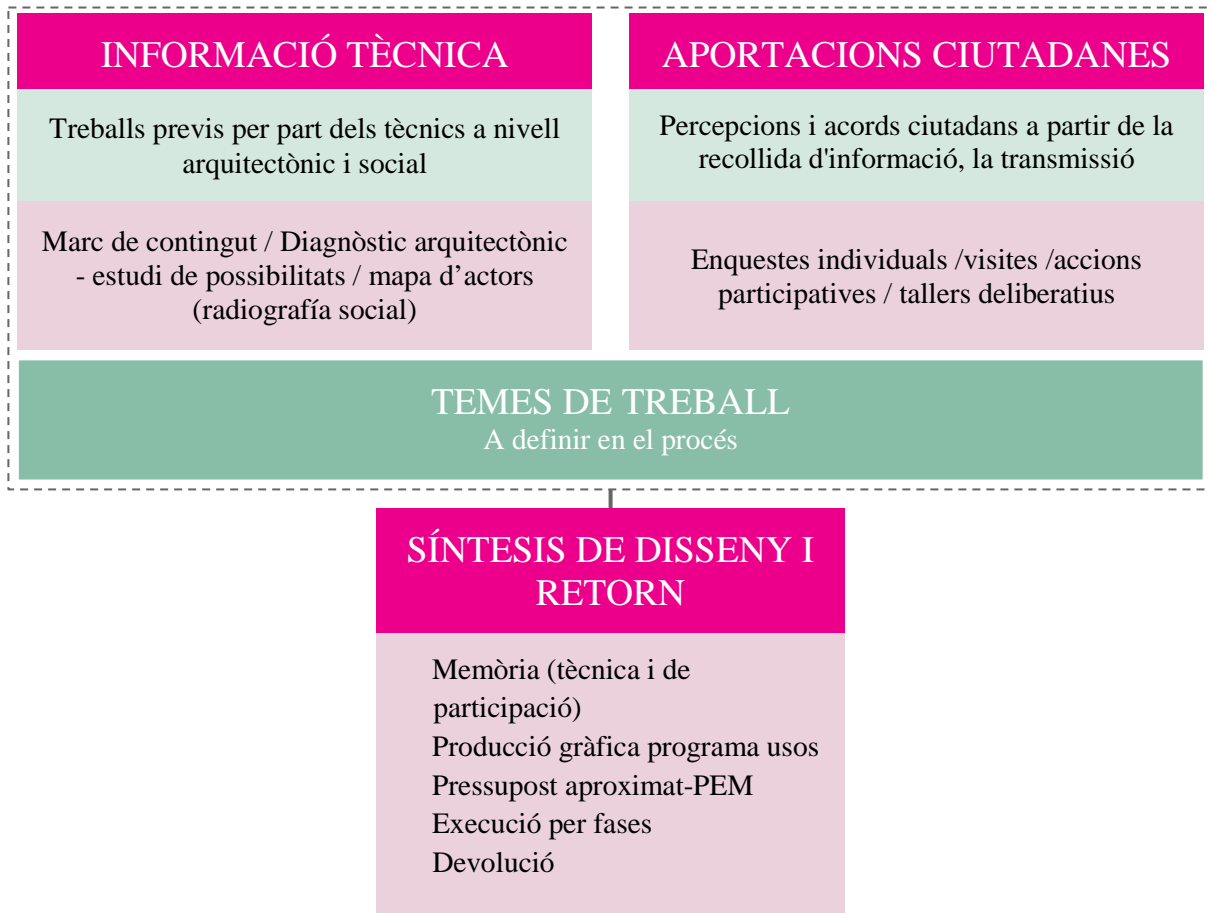 INFORMACIÓ TÈCNICA
Treballs previs per part dels tècnics a nivell
arquitectònic i social
Marc de contingut / Diagnòstic arquitectònic
- estudi de possibilitats / mapa d’actors
(radiografía social)
APORTACIONS CIUTADANES
Percepcions i acords ciutadans a partir de la
recollida d'informació, la transmissió
Enquestes individuals /visites /accions
participatives / tallers deliberatius
TEMES DE TREBALL
A definir en el procés
SÍNTESIS DE DISSENY I
RETORN
Memòria (tècnica i de
participació)
Producció gràfica programa usos
Pressupost aproximat-PEM
Execució per fases
Devolució